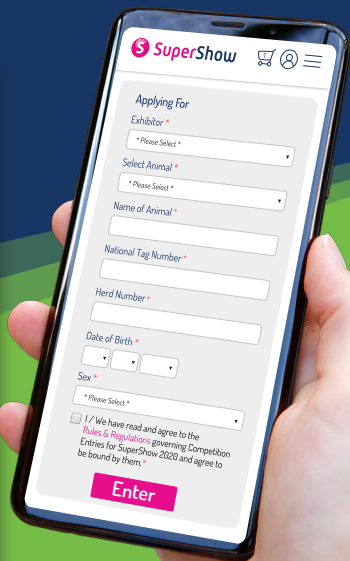 S SuperShow 1
Applying For
Exhibitor *
* Please Select *
Select Animal *
* Please Select *
Name of Animal *
National Tag Number *
Herd Number *
Date of Birth *
Sex *
* Please Select *
I / We have read and agree to the
Rules & Regulations governing Competition
Entries for SuperShow 2020 and agree to
be bound by them. *
Enter